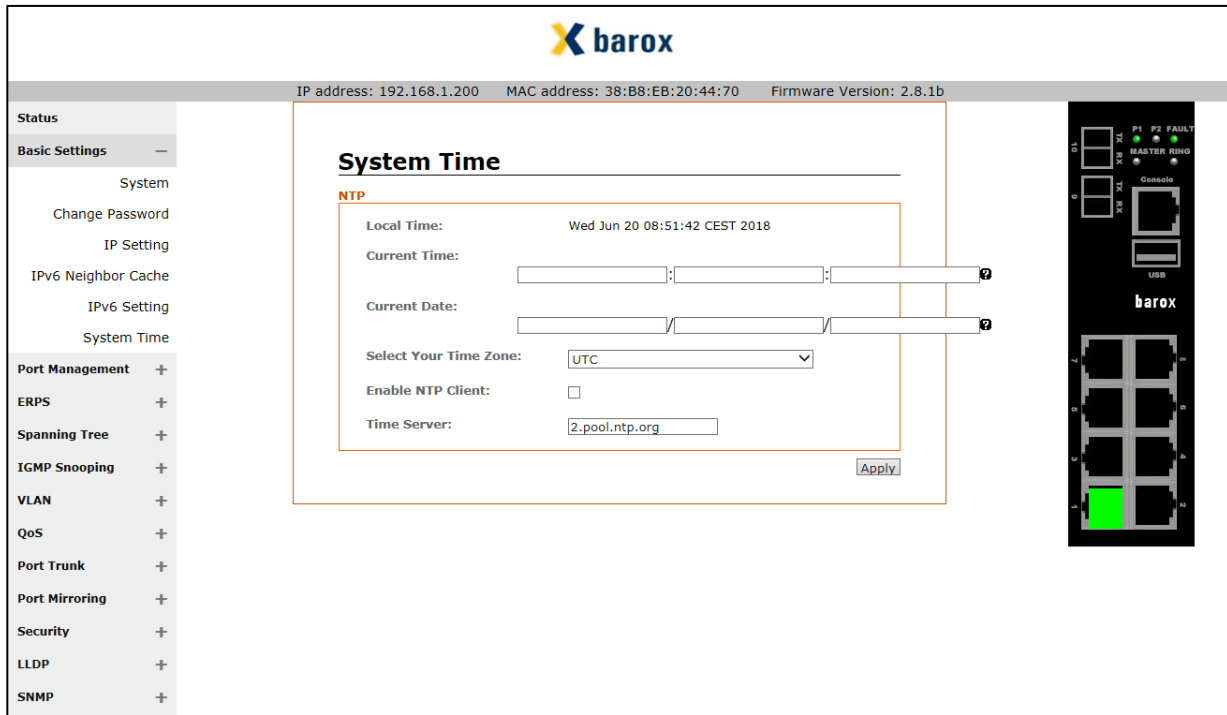 barox
IP address: 192.168.1.200 MAC address: 38:B8:EB:20:44:70 Firmware Version: 2.8.1b
Status
Basic Settings −
System
Change Password
IP Setting
IPv6 Neighbor Cache
IPv6 Setting
System Time
Port Management +
ERPS +
Spanning Tree +
IGMP Snooping +
VLAN +
QoS +
Port Trunk +
Port Mirroring +
Security +
LLDP +
SNMP +
System Time
NTP
Local Time: Wed Jun 20 08:51:42 CEST 2018
Current Time:
: : ?
Current Date:
/ / ?
Select Your Time Zone: UTC
Enable NTP Client:
Time Server: 2.pool.ntp.org
Apply
P1 P2 FAULT
MASTER RING
10 TX RX
Console
9 TX RX
USB
barox
7 8
5 6
3 4
1 2